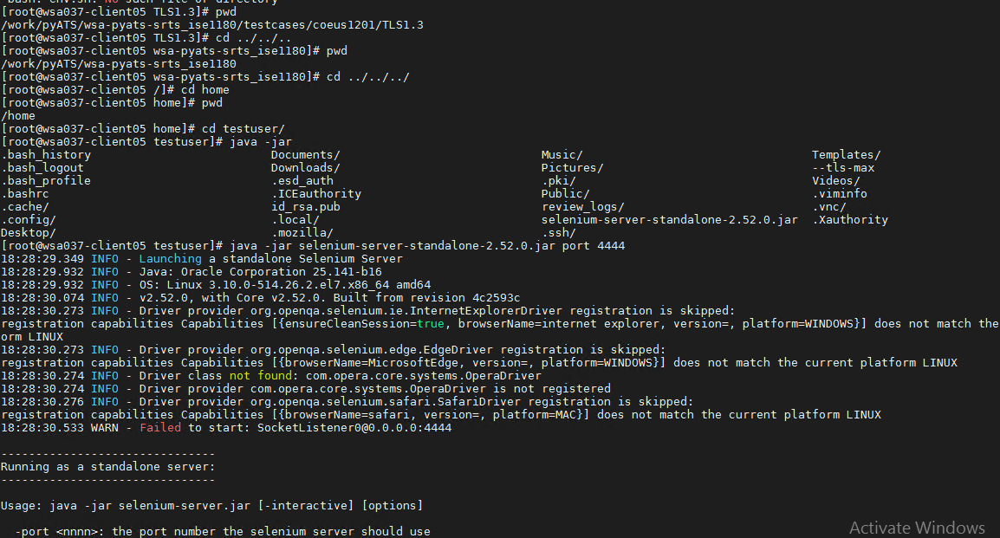 -bash: env.sh: No such file or directory
[root@wsa037-client05 TLS1.3]# pwd
/work/pyATS/wsa-pyats-srts_ise1180/testcases/coeus1201/TLS1.3
[root@wsa037-client05 TLS1.3]# cd ../../..
[root@wsa037-client05 wsa-pyats-srts_ise1180]# pwd
/work/pyATS/wsa-pyats-srts_ise1180
[root@wsa037-client05 wsa-pyats-srts_ise1180]# cd ../../../
[root@wsa037-client05 /]# cd home
[root@wsa037-client05 home]# pwd
/home
[root@wsa037-client05 home]# cd testuser/
[root@wsa037-client05 testuser]# java -jar
.bash_history Documents/ Music/ Templates/
.bash_logout Downloads/ Pictures/ --tls-max
.bash_profile .esd_auth .pki/ Videos/
.bashrc .ICEauthority Public/ .viminfo
.cache/ id_rsa.pub review_logs/ .vnc/
.config/ .local/ selenium-server-standalone-2.52.0.jar .Xauthority
Desktop/ .mozilla/ .ssh/
[root@wsa037-client05 testuser]# java -jar selenium-server-standalone-2.52.0.jar port 4444
18:28:29.349 INFO - Launching a standalone Selenium Server
18:28:29.932 INFO - Java: Oracle Corporation 25.141-b16
18:28:29.932 INFO - OS: Linux 3.10.0-514.26.2.el7.x86_64 amd64
18:28:30.074 INFO - v2.52.0, with Core v2.52.0. Built from revision 4c2593c
18:28:30.273 INFO - Driver provider org.openqa.selenium.ie.InternetExplorerDriver registration is skipped:
registration capabilities Capabilities [{ensureCleanSession=true, browserName=internet explorer, version=, platform=WINDOWS}] does not match the
orm LINUX
18:28:30.273 INFO - Driver provider org.openqa.selenium.edge.EdgeDriver registration is skipped:
registration capabilities Capabilities [{browserName=MicrosoftEdge, version=, platform=WINDOWS}] does not match the current platform LINUX
18:28:30.274 INFO - Driver class not found: com.opera.core.systems.OperaDriver
18:28:30.274 INFO - Driver provider com.opera.core.systems.OperaDriver is not registered
18:28:30.276 INFO - Driver provider org.openqa.selenium.safari.SafariDriver registration is skipped:
registration capabilities Capabilities [{browserName=safari, version=, platform=MAC}] does not match the current platform LINUX
18:28:30.533 WARN - Failed to start: SocketListener0@0.0.0.0:4444
-------------------------------
Running as a standalone server:
-------------------------------
Usage: java -jar selenium-server.jar [-interactive] [options]
-port <nnnn>: the port number the selenium server should use
Activate Windows